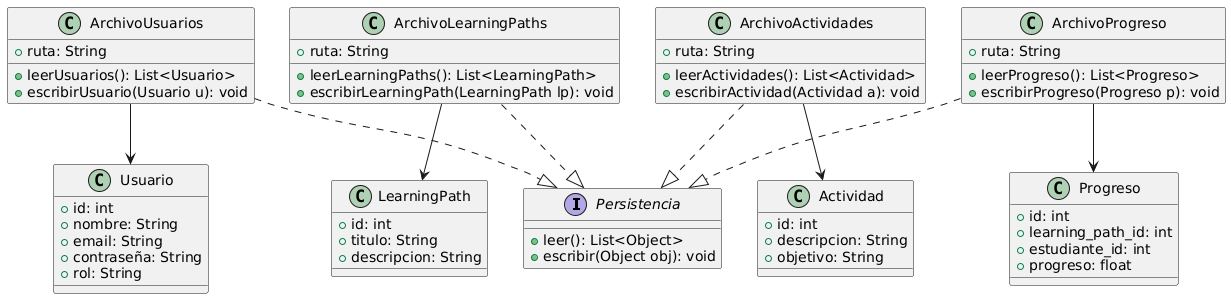 C ArchivoUsuarios
ruta: String
leerUsuarios(): List<Usuario>
escribirUsuario(Usuario u): void
C ArchivoLearningPaths
ruta: String
leerLearningPaths(): List<LearningPath>
escribirLearningPath(LearningPath lp): void
C ArchivoActividades
ruta: String
leerActividades(): List<Actividad>
escribirActividad(Actividad a): void
C ArchivoProgreso
ruta: String
leerProgreso(): List<Progreso>
escribirProgreso(Progreso p): void
C Usuario
id: int
nombre: String
email: String
contraseña: String
rol: String
C LearningPath
id: int
titulo: String
descripcion: String
I Persistencia
leer(): List<Object>
escribir(Object obj): void
C Actividad
id: int
descripcion: String
objetivo: String
C Progreso
id: int
learning_path_id: int
estudiante_id: int
progreso: float